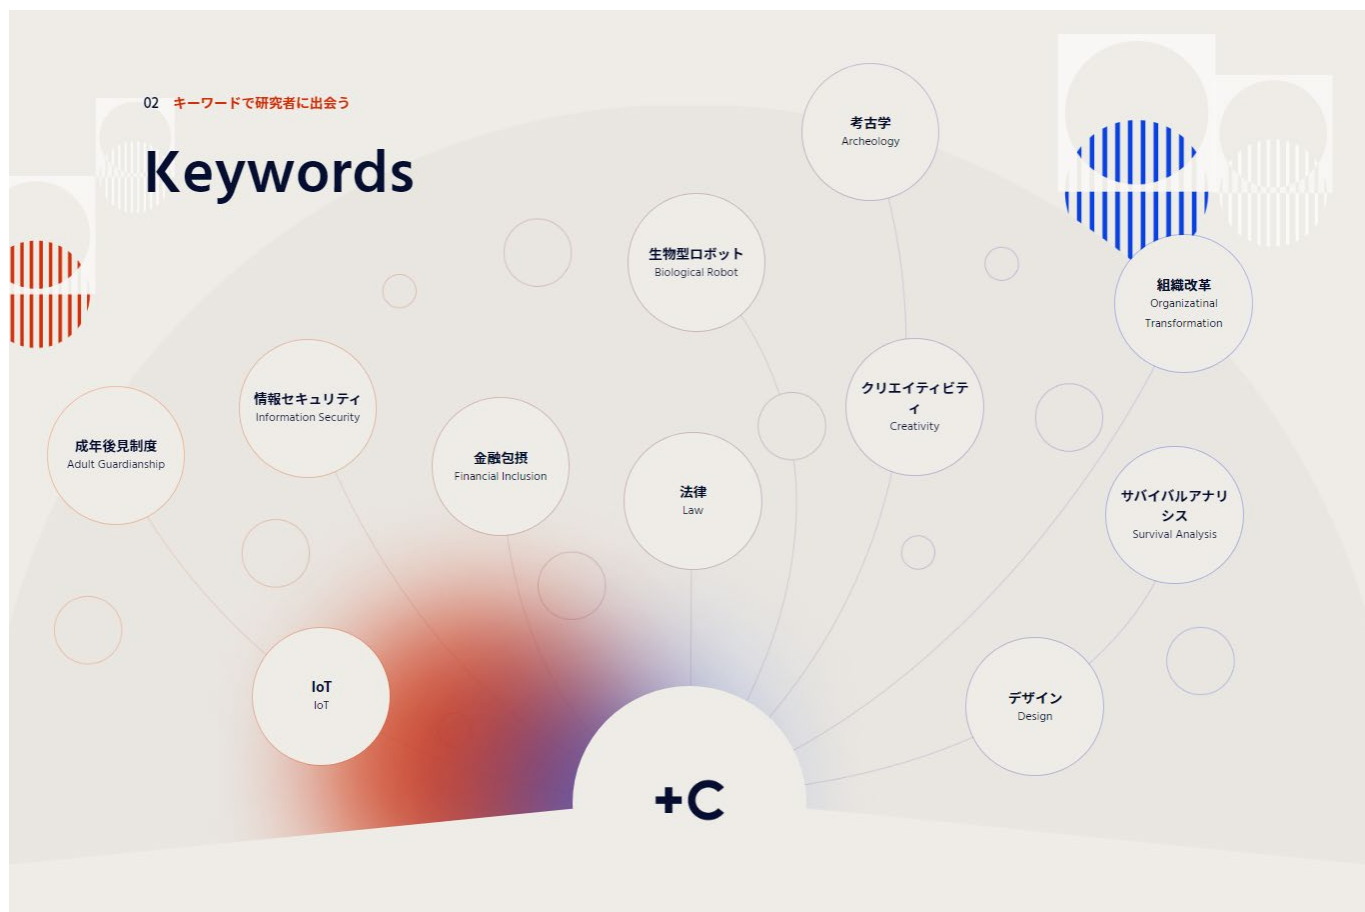 02 キーワードで研究者に出会う
Keywords
考古学
Archeology
生物型ロボット
Biological Robot
組織改革
Organizatinal
Transformation
情報セキュリティ
Information Security
クリエイティビテ
ィ
Creativity
成年後見制度
Adult Guardianship
金融包摂
Financial Inclusion
法律
Law
サバイバルアナリ
シス
Survival Analysis
IoT
IoT
デザイン
Design
+C